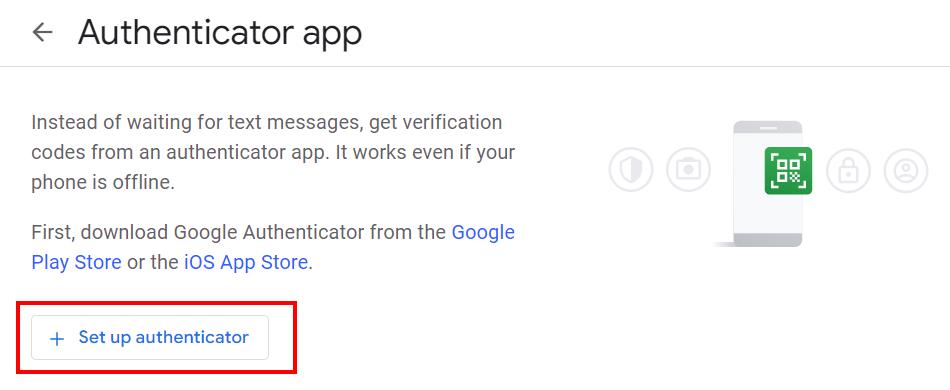 Authenticator app
Instead of waiting for text messages, get verification
codes from an authenticator app. It works even if your
phone is offline.
First, download Google Authenticator from the Google
Play Store or the iOS App Store.
+ Set up authenticator